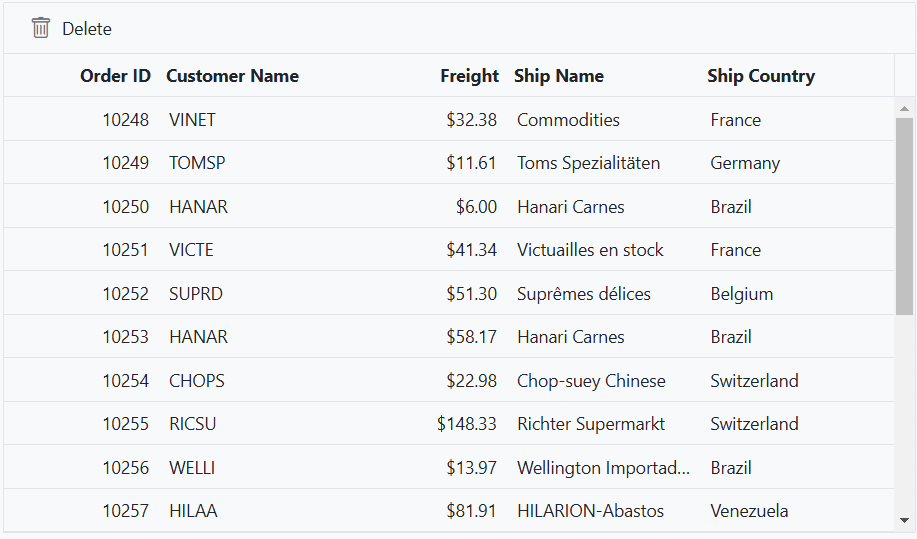 Delete
Order ID Customer Name Freight Ship Name Ship Country
10248 VINET $32.38 Commodities France
10249 TOMSP $11.61 Toms Spezialitäten Germany
10250 HANAR $6.00 Hanari Carnes Brazil
10251 VICTE $41.34 Victuailles en stock France
10252 SUPRD $51.30 Suprêmes délices Belgium
10253 HANAR $58.17 Hanari Carnes Brazil
10254 CHOPS $22.98 Chop-suey Chinese Switzerland
10255 RICSU $148.33 Richter Supermarkt Switzerland
10256 WELLI $13.97 Wellington Importad... Brazil
10257 HILAA $81.91 HILARION-Abastos Venezuela